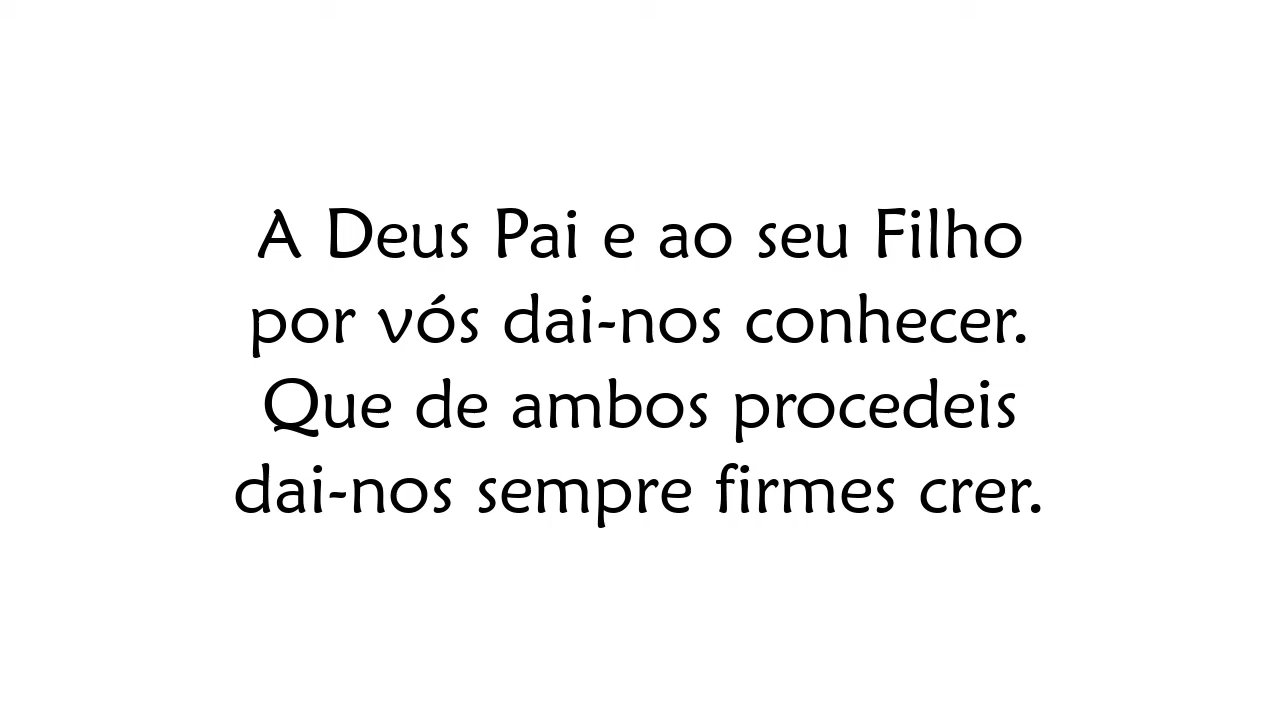 A Deus Pai e ao seu Filho
por vós dai-nos conhecer.
Que de ambos procedeis
dai-nos sempre firmes crer.